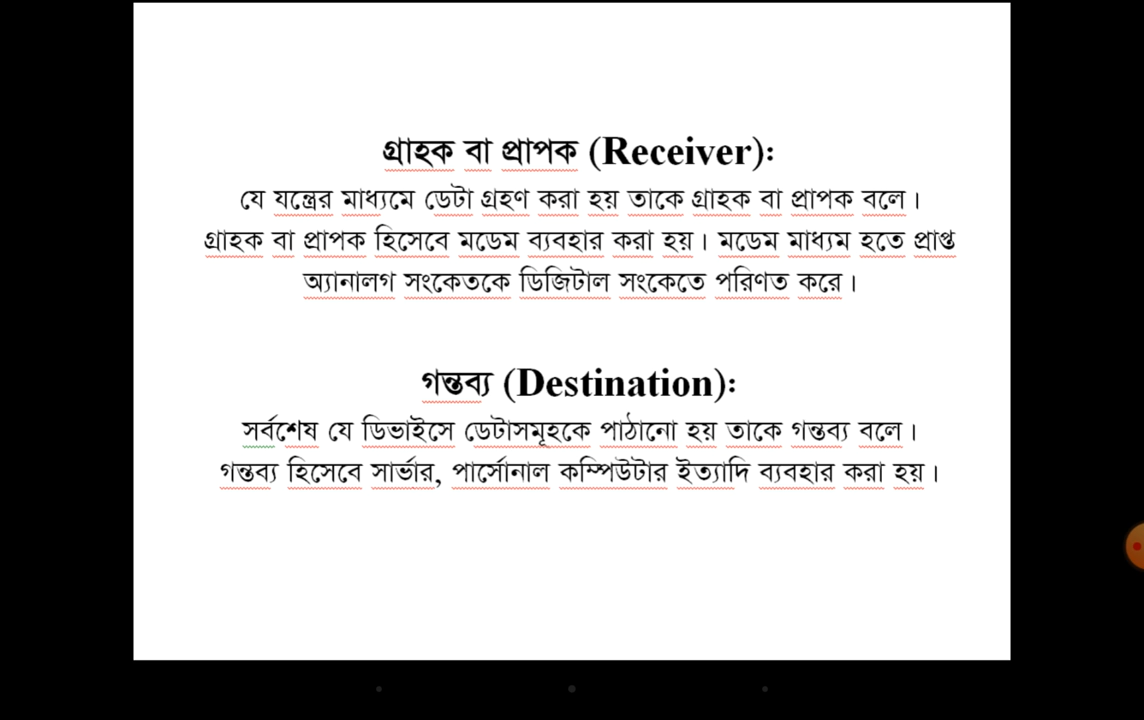 গ্রাহক বা প্রাপক (Receiver):
যে যন্ত্রের মাধ্যমে ডেটা গ্রহণ করা হয় তাকে গ্রাহক বা প্রাপক বলে।
গ্রাহক বা প্রাপক হিসেবে মডেম ব্যবহার করা হয়। মডেম মাধ্যম হতে প্রাপ্ত
অ্যানালগ সংকেতকে ডিজিটাল সংকেতে পরিণত করে।
গন্তব্য (Destination):
সর্বশেষ যে ডিভাইসে ডেটাসমূহকে পাঠানো হয় তাকে গন্তব্য বলে।
গন্তব্য হিসেবে সার্ভার, পার্সোনাল কম্পিউটার ইত্যাদি ব্যবহার করা হয়।